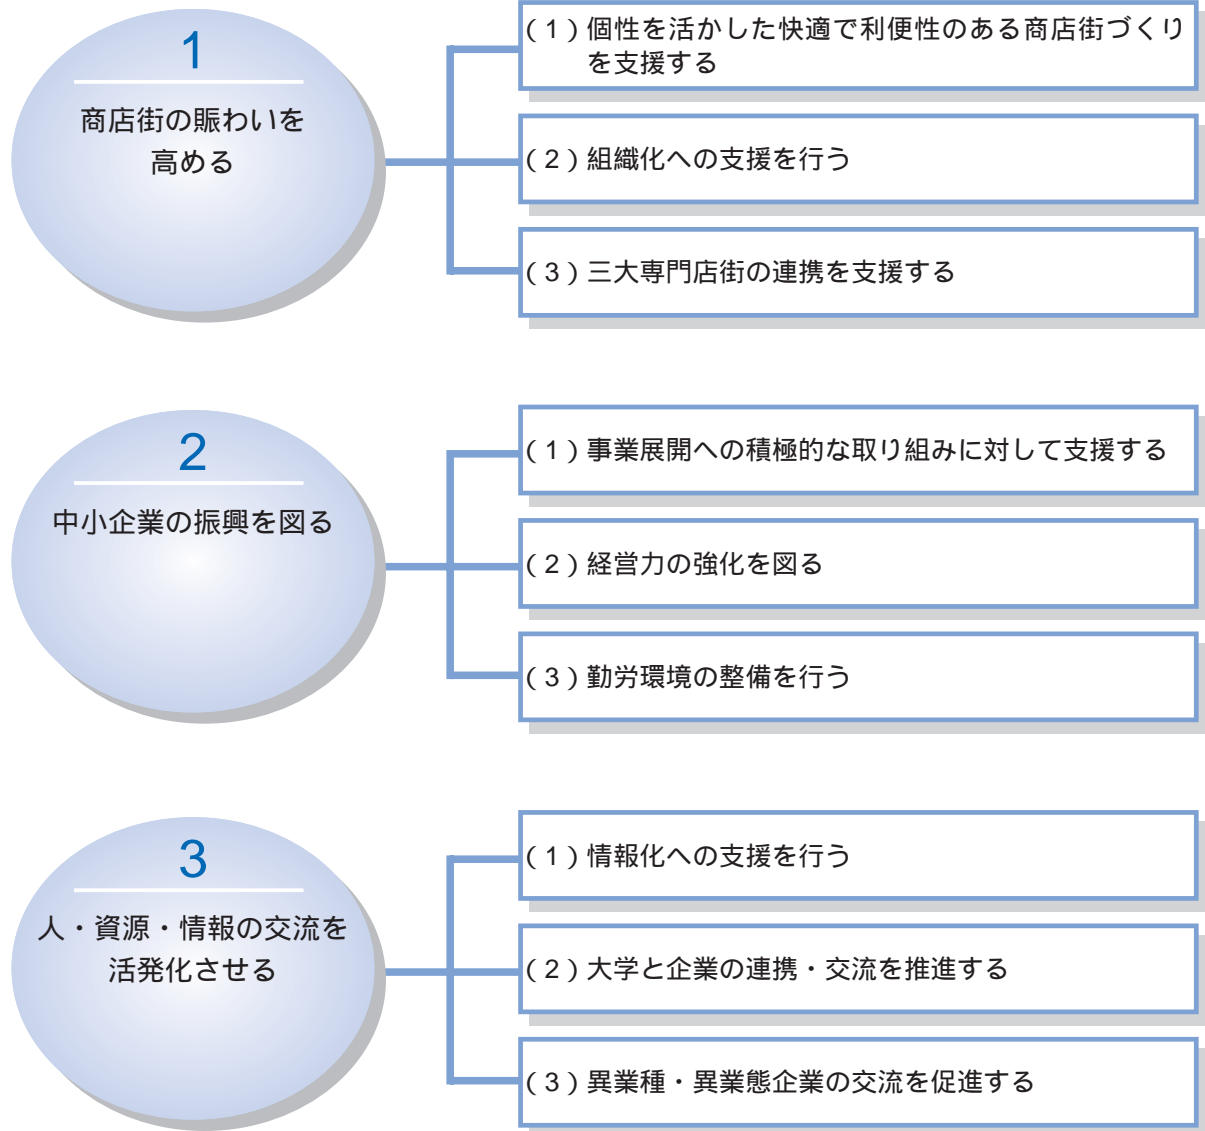 1
商店街の賑わいを
高める
(1)個性を活かした快適で利便性のある商店街づくり
を支援する
(2)組織化への支援を行う
(3)三大専門店街の連携を支援する
2
中小企業の振興を図る
(1)事業展開への積極的な取り組みに対して支援する
(2)経営力の強化を図る
(3)勤労環境の整備を行う
3
人・資源・情報の交流を
活発化させる
(1)情報化への支援を行う
(2)大学と企業の連携・交流を推進する
(3)異業種・異業態企業の交流を促進する